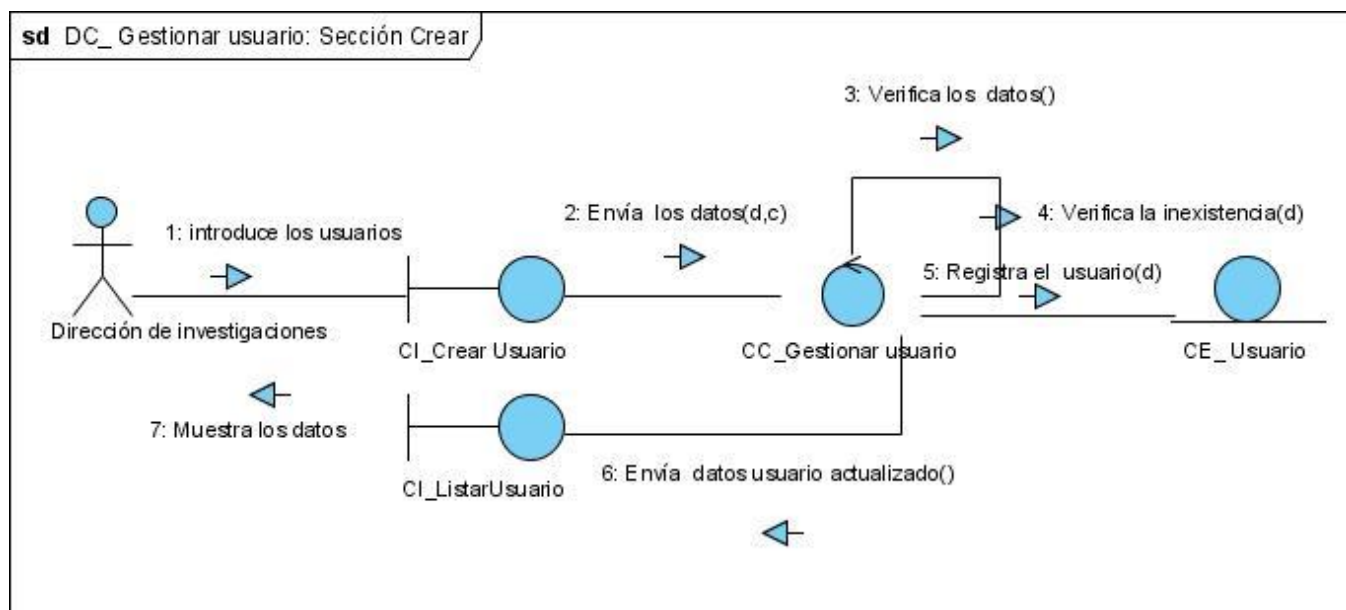 sd DC_ Gestionar usuario: Sección Crear
3: Verifica los datos()
1: introduce los usuarios
2: Envía los datos(d,c)
4: Verifica la inexistencia(d)
5: Registra el usuario(d)
Dirección de investigaciones
CI_Crear Usuario
CC_Gestionar usuario
CE_ Usuario
7: Muestra los datos
6: Envía datos usuario actualizado()
CI_ListarUsuario